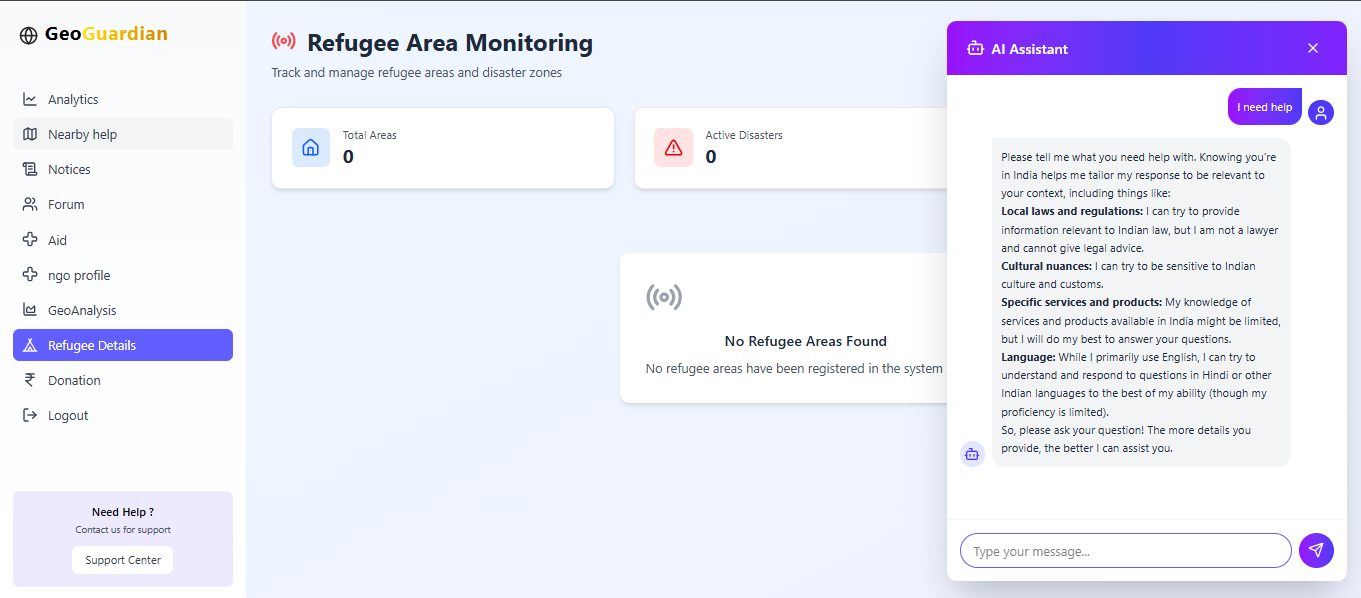 GeoGuardian
Analytics
Nearby help
Notices
Forum
Aid
ngo profile
GeoAnalysis
Refugee Details
Donation
Logout
Need Help ?
Contact us for support
Support Center
Refugee Area Monitoring
Track and manage refugee areas and disaster zones
Total Areas
0
Active Disasters
0
No Refugee Areas Found
No refugee areas have been registered in the system
AI Assistant
I need help
Please tell me what you need help with. Knowing you're
in India helps me tailor my response to be relevant to
your context, including things like:
Local laws and regulations: I can try to provide
information relevant to Indian law, but I am not a lawyer
and cannot give legal advice.
Cultural nuances: I can try to be sensitive to Indian
culture and customs.
Specific services and products: My knowledge of
services and products available in India might be limited,
but I will do my best to answer your questions.
Language: While I primarily use English, I can try to
understand and respond to questions in Hindi or other
Indian languages to the best of my ability (though my
proficiency is limited).
So, please ask your question! The more details you
provide, the better I can assist you.
Type your message...